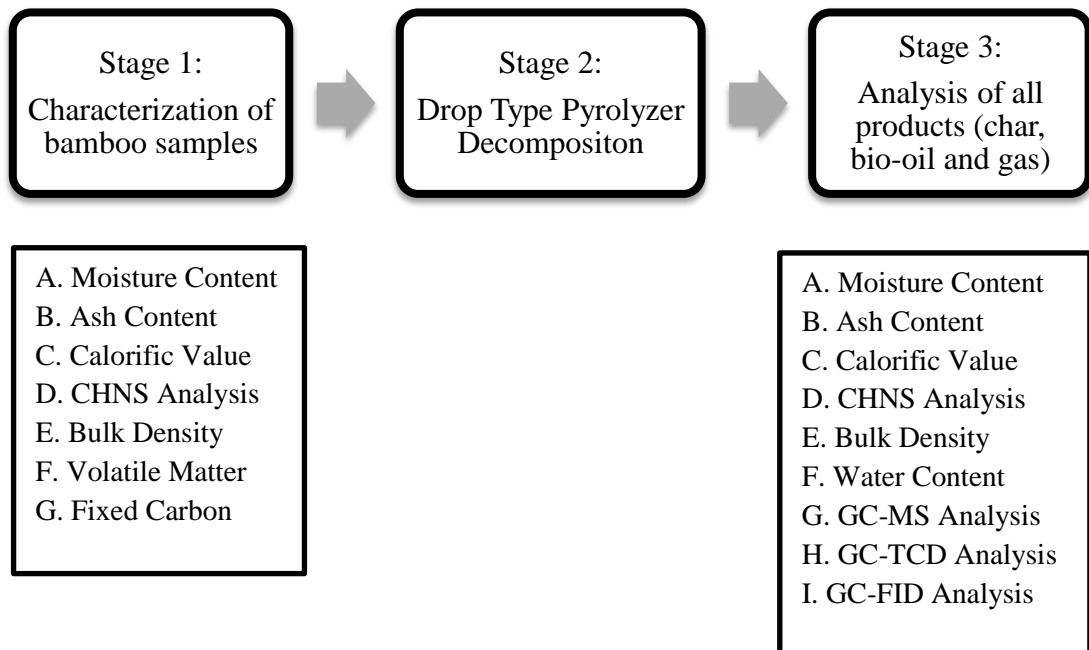 Stage 1:
Characterization of
bamboo samples
Stage 2:
Drop Type Pyrolyzer
Decompositon
Stage 3:
Analysis of all
products (char,
bio-oil and gas)
A. Moisture Content
B. Ash Content
C. Calorific Value
D. CHNS Analysis
E. Bulk Density
F. Volatile Matter
G. Fixed Carbon
A. Moisture Content
B. Ash Content
C. Calorific Value
D. CHNS Analysis
E. Bulk Density
F. Water Content
G. GC-MS Analysis
H. GC-TCD Analysis
I. GC-FID Analysis